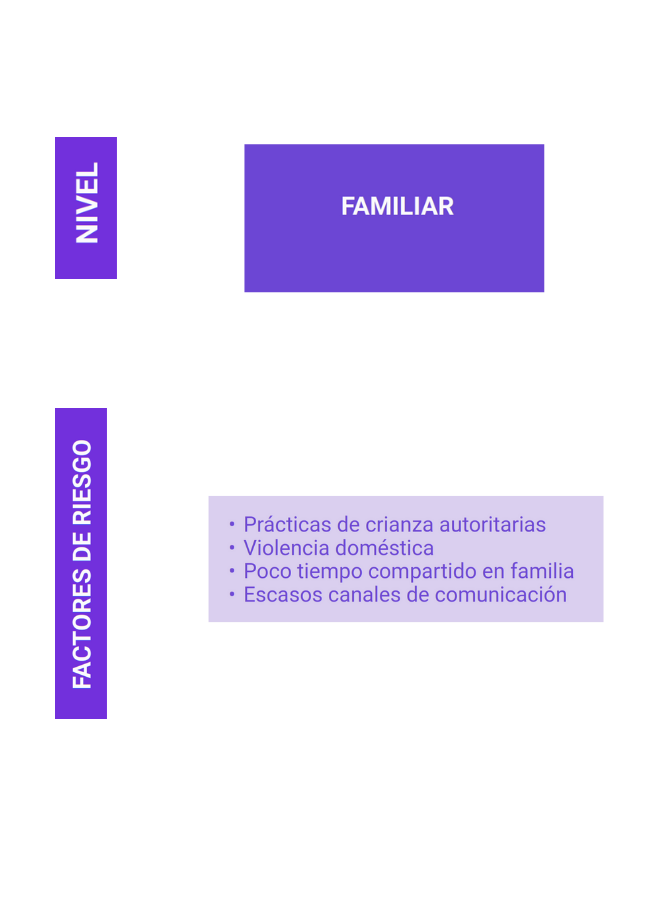 NIVEL
FAMILIAR
FACTORES DE RIESGO
• Prácticas de crianza autoritarias
• Violencia doméstica
• Poco tiempo compartido en familia
• Escasos canales de comunicación